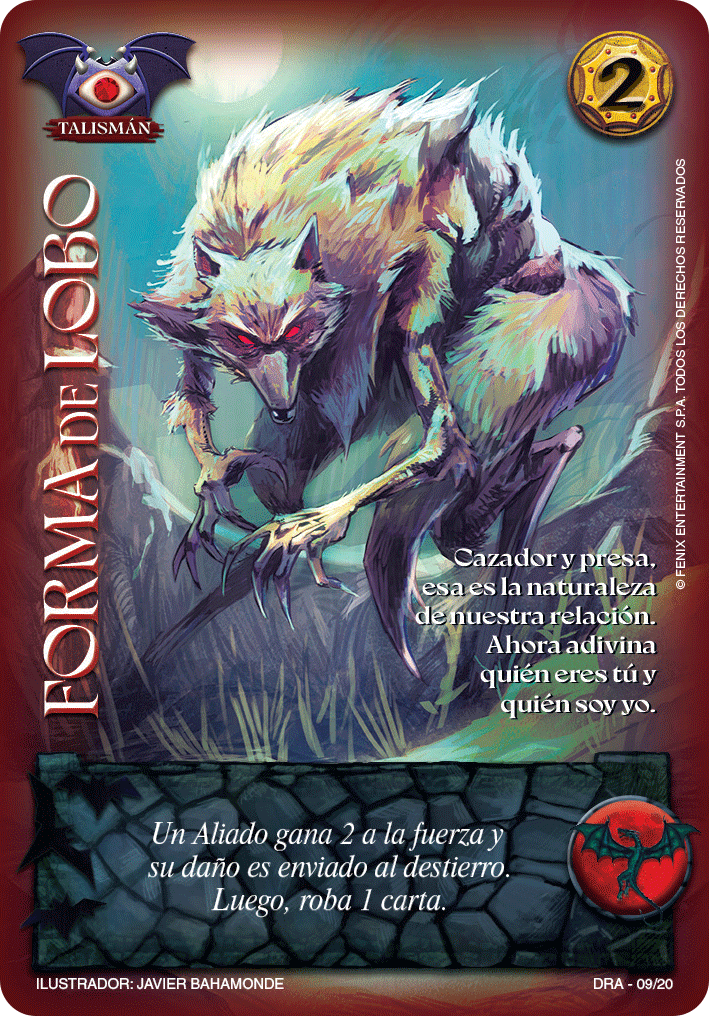 TALISMÁN
2
FORMA DE LOBO
© FENIX ENTERTAINMENT S.P.A. TODOS LOS DERECHOS RESERVADOS
Cazador y presa,
esa es la naturaleza
de nuestra relación.
Ahora adivina
quién eres tú y
quién soy yo.
Un Aliado gana 2 a la fuerza y
su daño es enviado al destierro.
Luego, roba 1 carta.
ILUSTRADOR: JAVIER BAHAMONDE
DRA - 09/20